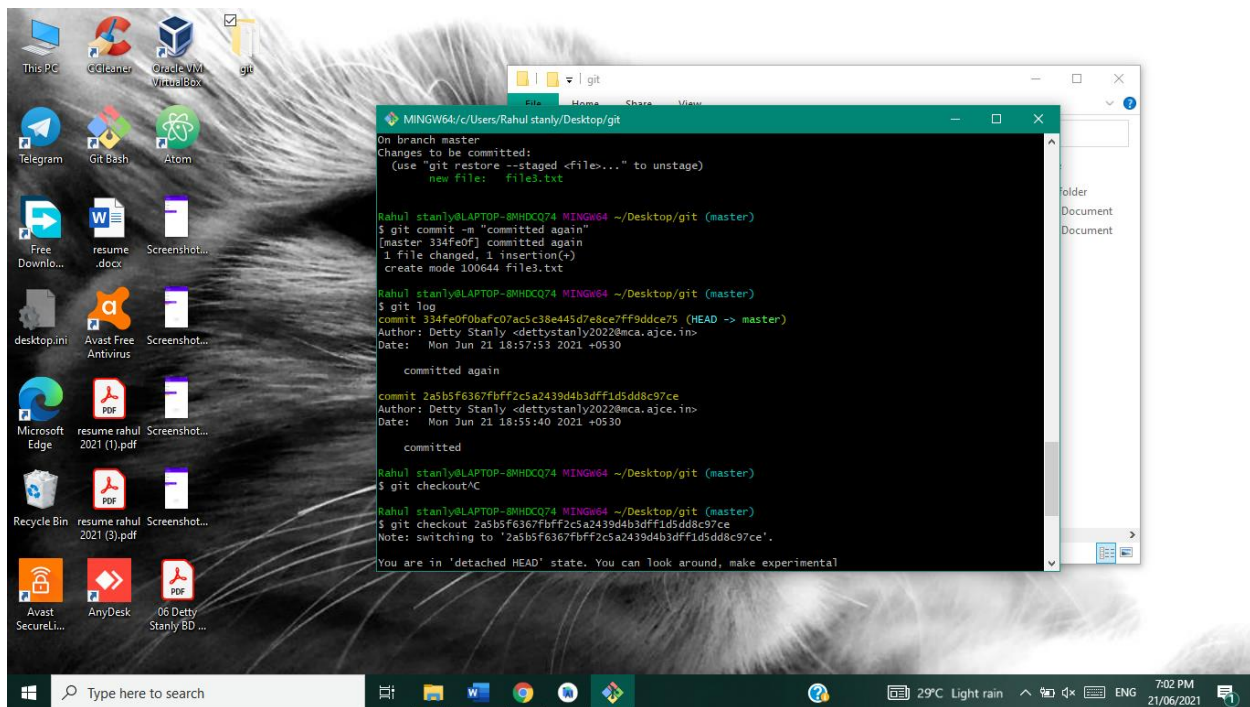 This PC
CCleaner
Oracle VM
VirtualBox
git
Telegram
Git Bash
Atom
Free
Downlo...
resume
.docx
Screenshot...
desktop.ini
Avast Free
Antivirus
Screenshot...
Microsoft
Edge
PDF
resume rahul
2021 (1).pdf
Screenshot...
Recycle Bin
PDF
resume rahul
2021 (3).pdf
Screenshot...
Avast
SecureLi...
AnyDesk
PDF
06 Detty
Stanly BD ...
git
File Home Share View
folder
Document
Document
MINGW64:/c/Users/Rahul stanly/Desktop/git
On branch master
Changes to be committed:
(use "git restore --staged <file>..." to unstage)
new file: file3.txt
Rahul stanly@LAPTOP-8MHDCQ74 MINGW64 ~/Desktop/git (master)
$ git commit -m "committed again"
[master 334fe0f] committed again
1 file changed, 1 insertion(+)
create mode 100644 file3.txt
Rahul stanly@LAPTOP-8MHDCQ74 MINGW64 ~/Desktop/git (master)
$ git log
commit 334fe0f0bafc07ac5c38e445d7e8ce7ff9ddce75 (HEAD -> master)
Author: Detty Stanly <dettystanly2022@mca.ajce.in>
Date: Mon Jun 21 18:57:53 2021 +0530
committed again
commit 2a5b5f6367fbff2c5a2439d4b3dff1d5dd8c97ce
Author: Detty Stanly <dettystanly2022@mca.ajce.in>
Date: Mon Jun 21 18:55:40 2021 +0530
committed
Rahul stanly@LAPTOP-8MHDCQ74 MINGW64 ~/Desktop/git (master)
$ git checkout^C
Rahul stanly@LAPTOP-8MHDCQ74 MINGW64 ~/Desktop/git (master)
$ git checkout 2a5b5f6367fbff2c5a2439d4b3dff1d5dd8c97ce
Note: switching to '2a5b5f6367fbff2c5a2439d4b3dff1d5dd8c97ce'.
You are in 'detached HEAD' state. You can look around, make experimental
Type here to search
29°C Light rain
ENG
7:02 PM
21/06/2021